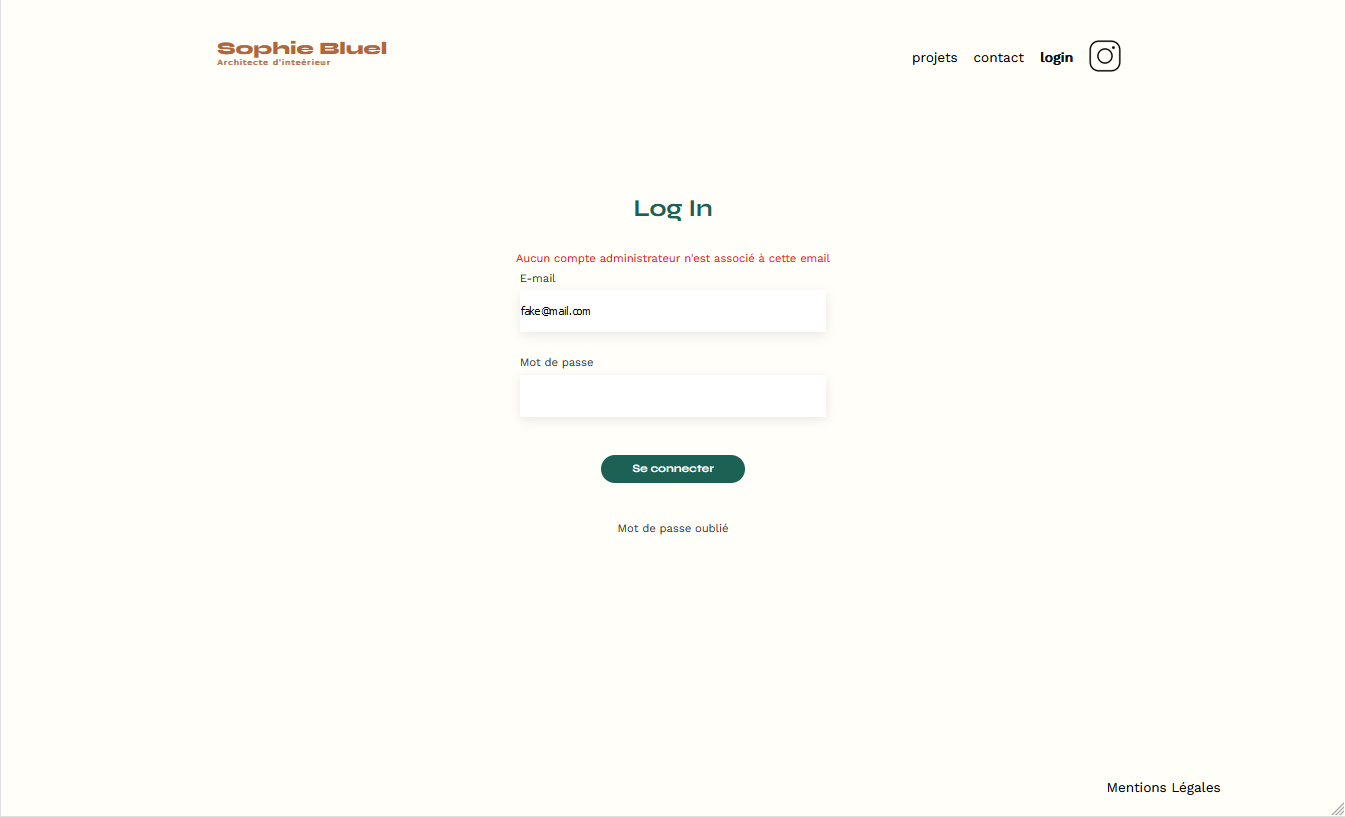 Sophie Bluel
Architecte d'inteérieur
projets contact login
Log In
Aucun compte administrateur n'est associé à cette email
E-mail
fake@mail.com
Mot de passe
Se connecter
Mot de passe oublié
Mentions Légales